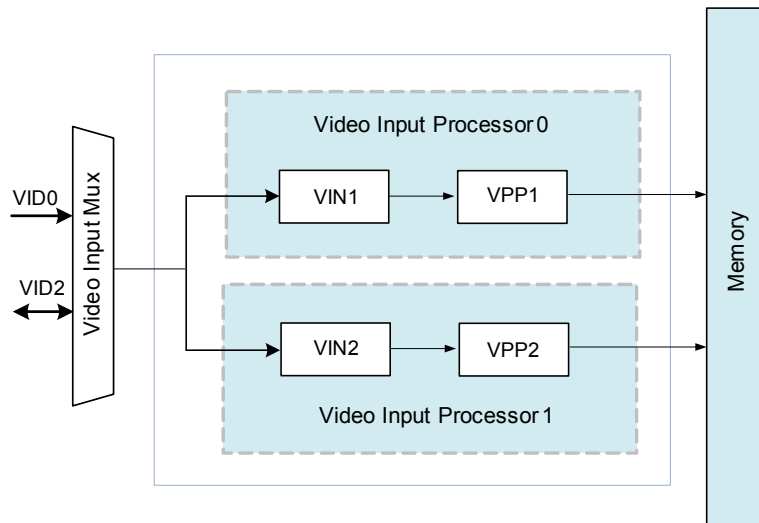 Video Input Processor 0
VID0
VID2
Video Input Mux
VIN1
VPP1
VIN2
VPP2
Video Input Processor 1
Memory